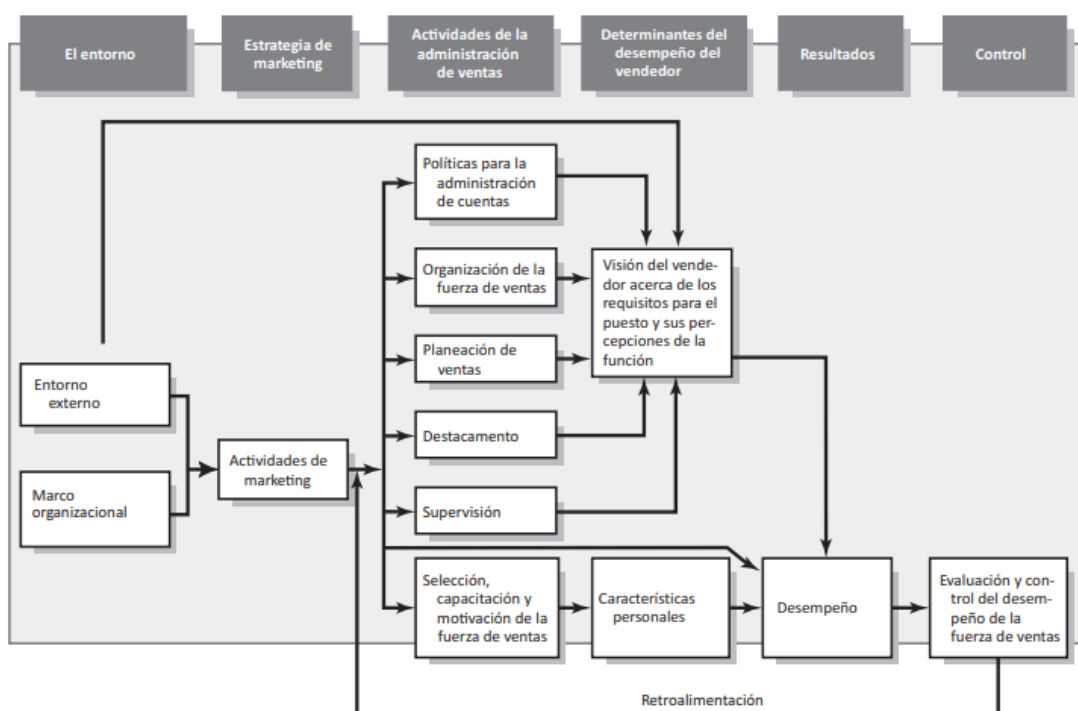 El entorno
Estrategia de
marketing
Actividades de la
administración
de ventas
Determinantes del
desempeño del
vendedor
Resultados
Control
Políticas para la
administración
de cuentas
Organización de la
fuerza de ventas
Planeación de
ventas
Destacamento
Supervisión
Selección,
capacitación y
motivación de la
fuerza de ventas
Visión del vende-
dor acerca de los
requisitos para el
puesto y sus per-
cepciones de la
función
Entorno
externo
Marco
organizacional
Actividades de
marketing
Características
personales
Desempeño
Evaluación y con-
trol del desem-
peño de la
fuerza de ventas
Retroalimentación